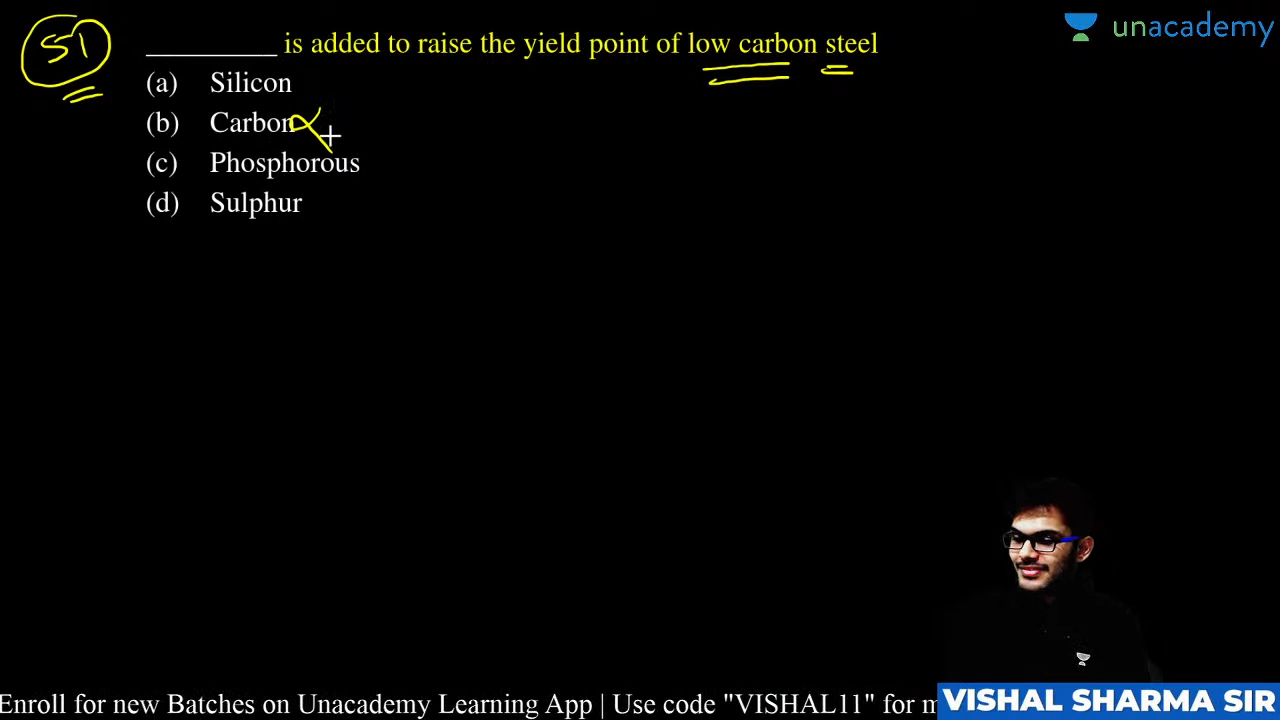 51
unacademy
__________ is added to raise the yield point of low carbon steel
(a) Silicon
(b) Carbon
(c) Phosphorous
(d) Sulphur
Enroll for new Batches on Unacademy Learning App | Use code "VISHAL11" for m
VISHAL SHARMA SIR